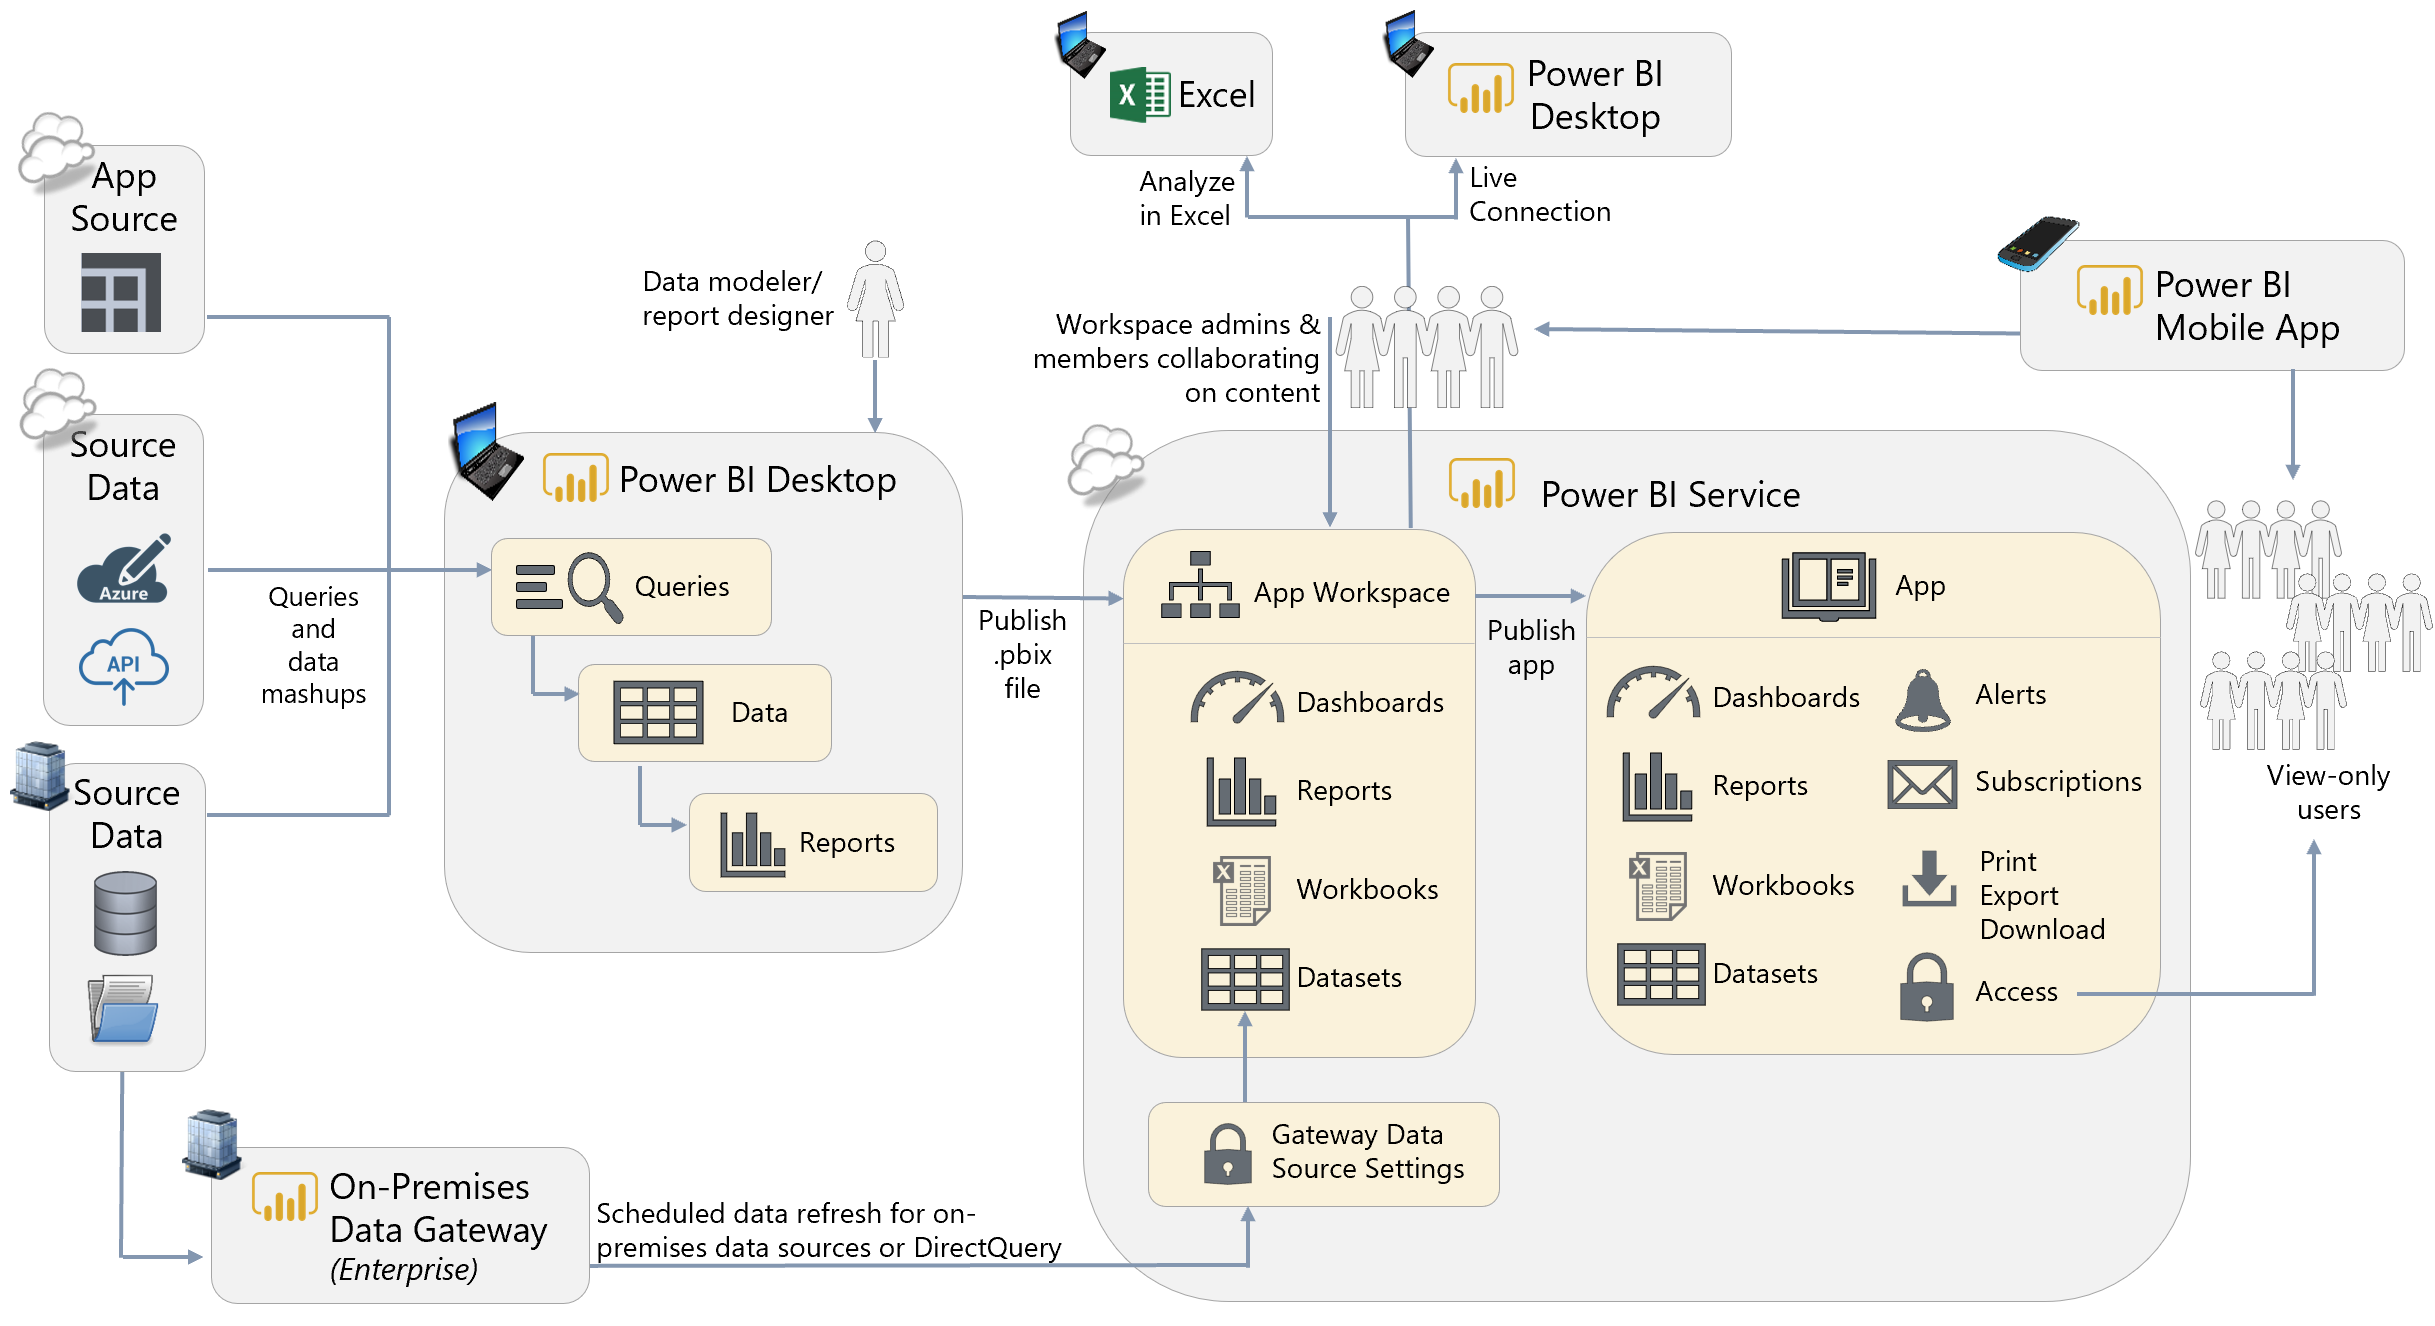 App
Source
Source
Data
Azure
API
Source
Data
Queries
and
data
mashups
On-Premises
Data Gateway
(Enterprise)
Scheduled data refresh for on-
premises data sources or DirectQuery
Data modeler/
report designer
Power BI Desktop
Queries
Data
Reports
Publish
.pbix
file
X
Excel
Power BI
Desktop
Analyze
in Excel
Live
Connection
Workspace admins &
members collaborating
on content
Power BI
Mobile App
Power BI Service
App Workspace
Dashboards
Reports
X
Workbooks
Datasets
Gateway Data
Source Settings
Publish
app
App
Dashboards
Reports
X
Workbooks
Datasets
Alerts
Subscriptions
Print
Export
Download
Access
View-only
users